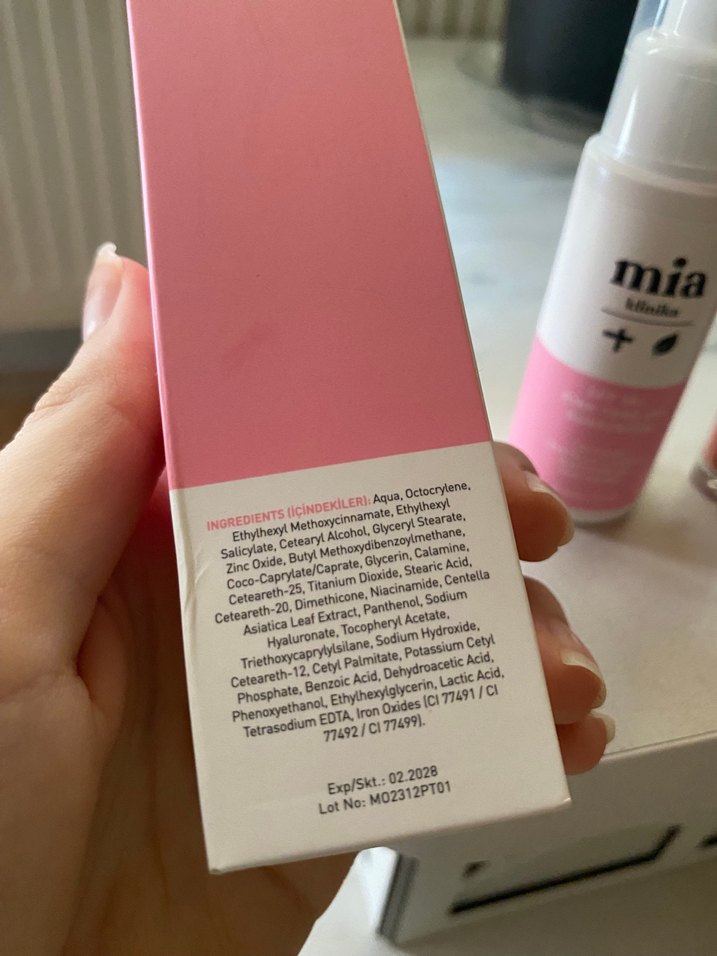 mia
klinika
INGREDIENTS (İÇİNDEKİLER): Aqua, Octocrylene,
Ethylhexyl Methoxycinnamate, Ethylhexyl
Salicylate, Cetearyl Alcohol, Glyceryl Stearate,
Zinc Oxide, Butyl Methoxydibenzoylmethane,
Coco-Caprylate/Caprate, Glycerin, Calamine,
Ceteareth-25, Titanium Dioxide, Stearic Acid,
Ceteareth-20, Dimethicone, Niacinamide, Centella
Asiatica Leaf Extract, Panthenol, Sodium
Hyaluronate, Tocopheryl Acetate,
Triethoxycaprylylsilane, Sodium Hydroxide,
Ceteareth-12, Cetyl Palmitate, Potassium Cetyl
Phosphate, Benzoic Acid, Dehydroacetic Acid,
Phenoxyethanol, Ethylhexylglycerin, Lactic Acid,
Tetrasodium EDTA, Iron Oxides (CI 77491 / CI
77492 / CI 77499).
Exp/Skt.: 02.2028
Lot No: MO2312PT01